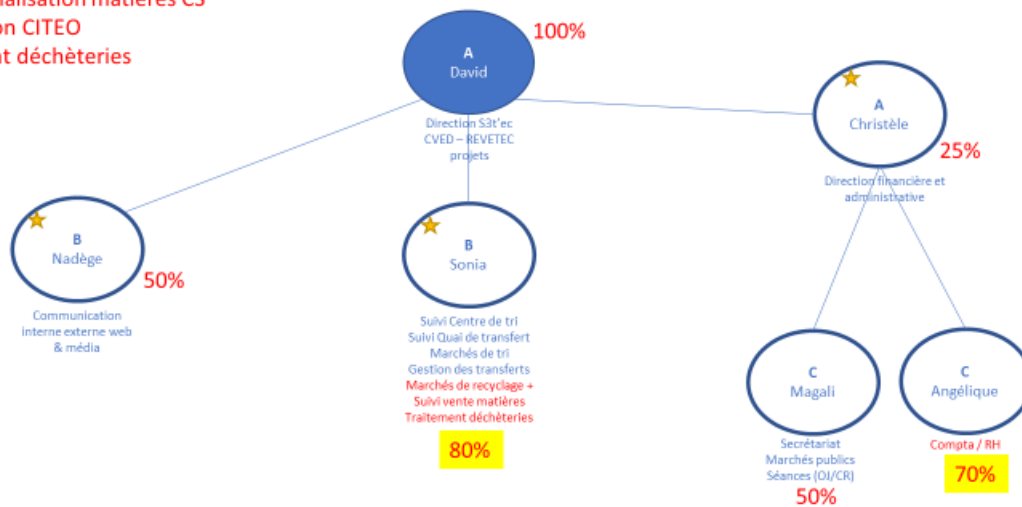 matières CS
CITEO
déchèteries
A
David
100%
Direction S3t'ec
CVED – REVETEC
projets
A
Christèle
25%
Direction financière et
administrative
B
Nadège
50%
Communication
interne externe web
& média
B
Sonia
Suivi Centre de tri
Suivi Quai de transfert
Marchés de tri
Gestion des transferts
Marchés de recyclage +
Suivi vente matières
Traitement déchèteries
80%
C
Magali
Secrétariat
Marchés publics
Séances (OJ/CR)
50%
C
Angélique
Compta / RH
70%